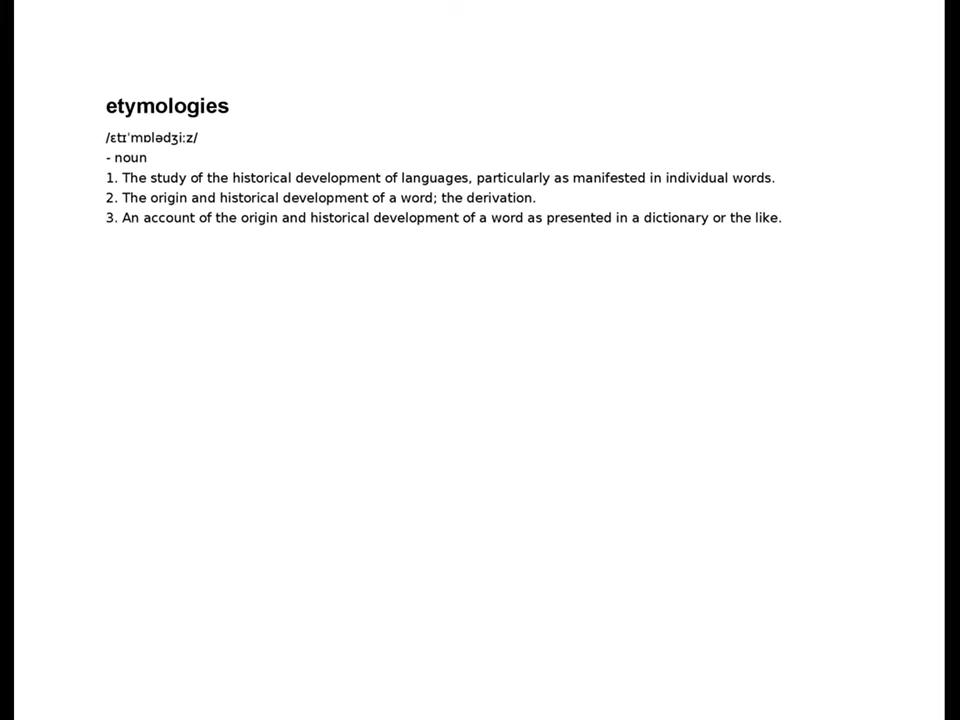 etymologies
/ɛtɪˈmɒlədʒiːz/
- noun
1. The study of the historical development of languages, particularly as manifested in individual words.
2. The origin and historical development of a word; the derivation.
3. An account of the origin and historical development of a word as presented in a dictionary or the like.